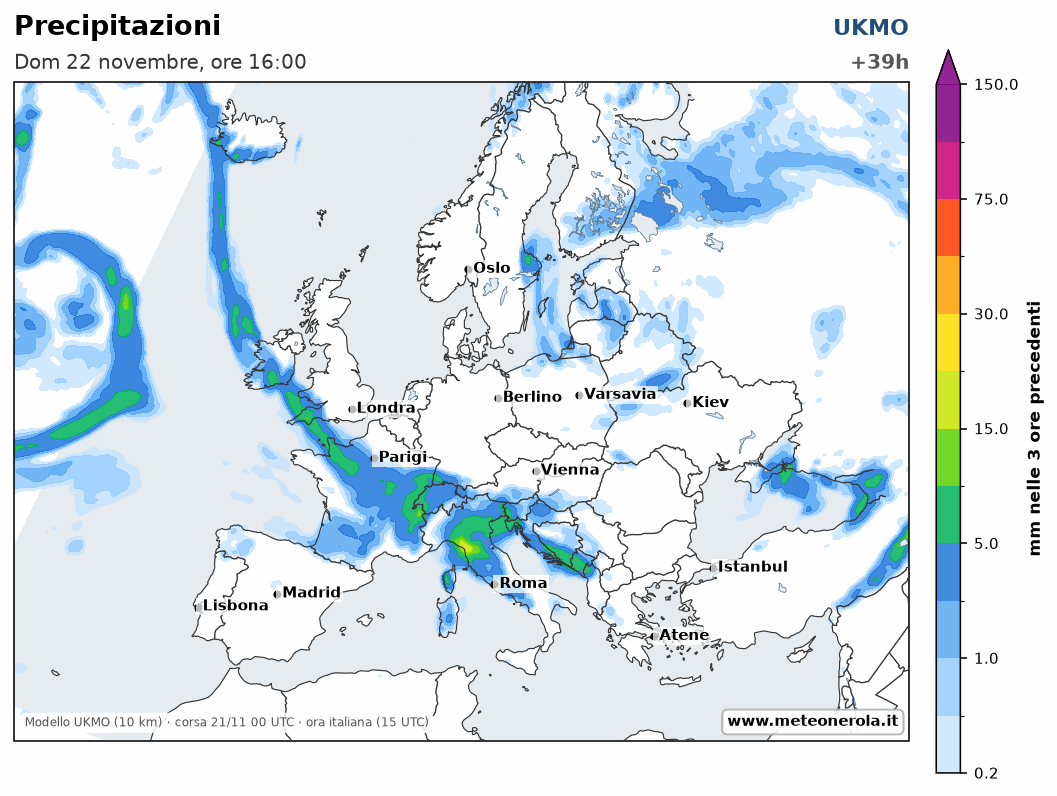 Precipitazioni
UKMO
Dom 22 novembre, ore 16:00
+39h
150.0
75.0
30.0
15.0
5.0
1.0
0.2
mm nelle 3 ore precedenti
Oslo
Londra
Berlino
Varsavia
Kiev
Parigi
Vienna
Istanbul
Roma
Madrid
Lisbona
Atene
Modello UKMO (10 km) · corsa 21/11 00 UTC · ora italiana (15 UTC)
www.meteonerola.it